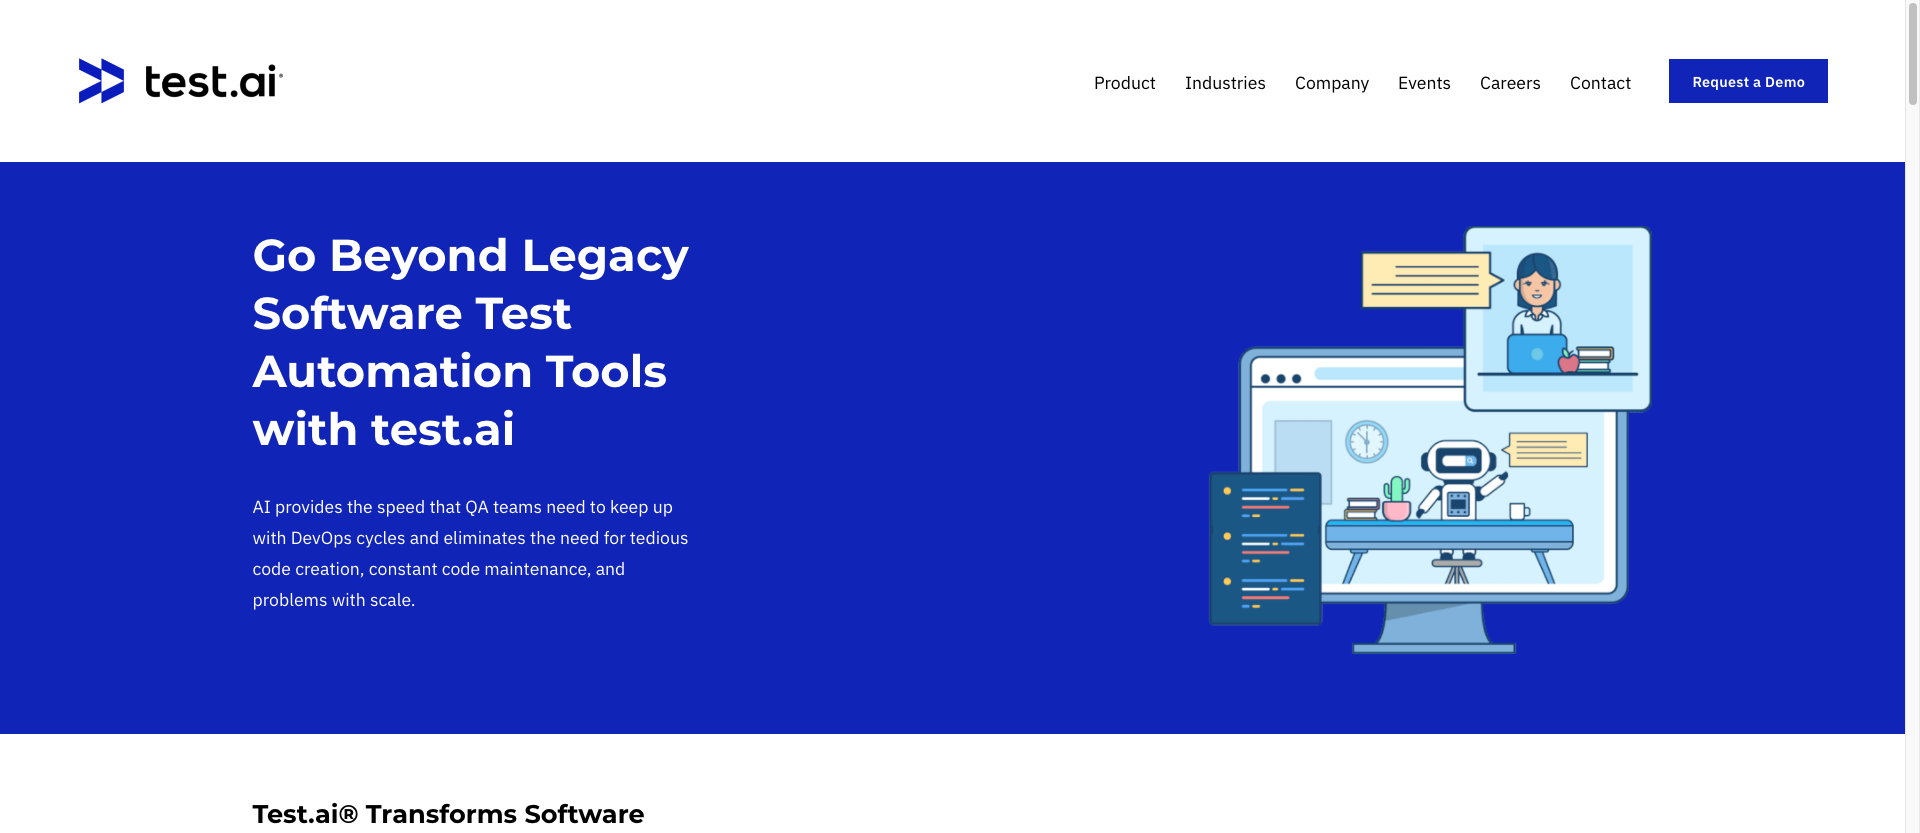 test.ai
Product Industries Company Events Careers Contact Request a Demo
Go Beyond Legacy
Software Test
Automation Tools
with test.ai
AI provides the speed that QA teams need to keep up
with DevOps cycles and eliminates the need for tedious
code creation, constant code maintenance, and
problems with scale.
Test.ai® Transforms Software